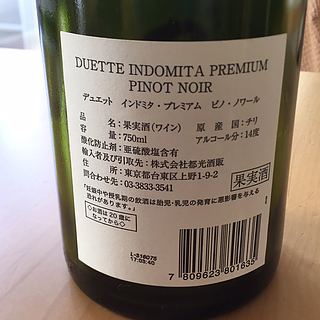 DUETTE INDOMITA PREMIUM
PINOT NOIR
デュエット インドミタ・プレミアム ピノ・ノワール
品名:果実酒(ワイン) 原産国:チリ
容量:750ml アルコール分:14度
酸化防止剤:亜硫酸塩含有
輸入者及び引取先:株式会社都光酒販
住所:東京都台東区上野1-9-2
問合わせ先:03-3833-3541
「妊娠中や授乳期の飲酒は胎児・乳児の発育に悪影響を与える
恐れがあります。」
果実酒
◇お酒は20歳に
なってから◇
L-316075
17:05:40
7 809623 801635